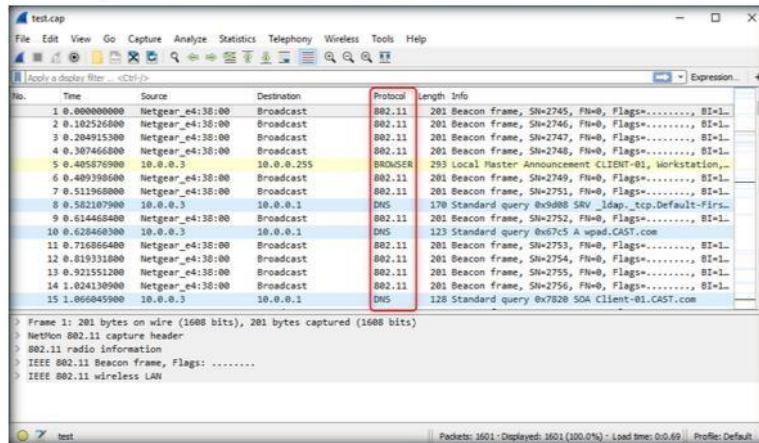 test.cap
File Edit View Go Capture Analyze Statistics Telephony Wireless Tools Help
Apply a display filter ... <Ctrl-/> Expression... +
No. Time Source Destination Protocol Length Info
1 0.000000000 Netgear_e4:38:00 Broadcast 802.11 201 Beacon frame, SN=2745, FN=0, Flags=........, BI=1…
2 0.102526800 Netgear_e4:38:00 Broadcast 802.11 201 Beacon frame, SN=2746, FN=0, Flags=........, BI=1…
3 0.204915300 Netgear_e4:38:00 Broadcast 802.11 201 Beacon frame, SN=2747, FN=0, Flags=........, BI=1…
4 0.307466800 Netgear_e4:38:00 Broadcast 802.11 201 Beacon frame, SN=2748, FN=0, Flags=........, BI=1…
5 0.405876900 10.0.0.3 10.0.0.255 BROWSER 293 Local Master Announcement CLIENT-01, Workstation,…
6 0.409398600 Netgear_e4:38:00 Broadcast 802.11 201 Beacon frame, SN=2749, FN=0, Flags=........, BI=1…
7 0.511968000 Netgear_e4:38:00 Broadcast 802.11 201 Beacon frame, SN=2751, FN=0, Flags=........, BI=1…
8 0.582107900 10.0.0.3 10.0.0.1 DNS 170 Standard query 0x9d08 SRV _ldap._tcp.Default-Firs…
9 0.614468400 Netgear_e4:38:00 Broadcast 802.11 201 Beacon frame, SN=2752, FN=0, Flags=........, BI=1…
10 0.628460300 10.0.0.3 10.0.0.1 DNS 123 Standard query 0x67c5 A wpad.CAST.com
11 0.716866400 Netgear_e4:38:00 Broadcast 802.11 201 Beacon frame, SN=2753, FN=0, Flags=........, BI=1…
12 0.819331800 Netgear_e4:38:00 Broadcast 802.11 201 Beacon frame, SN=2754, FN=0, Flags=........, BI=1…
13 0.921551200 Netgear_e4:38:00 Broadcast 802.11 201 Beacon frame, SN=2755, FN=0, Flags=........, BI=1…
14 1.024130900 Netgear_e4:38:00 Broadcast 802.11 201 Beacon frame, SN=2756, FN=0, Flags=........, BI=1…
15 1.066045900 10.0.0.3 10.0.0.1 DNS 128 Standard query 0x7820 SOA Client-01.CAST.com
Frame 1: 201 bytes on wire (1608 bits), 201 bytes captured (1608 bits)
NetMon 802.11 capture header
802.11 radio information
IEEE 802.11 Beacon frame, Flags: ........
IEEE 802.11 wireless LAN
test Packets: 1601 · Displayed: 1601 (100.0%) · Load time: 0:0.69 Profile: Default